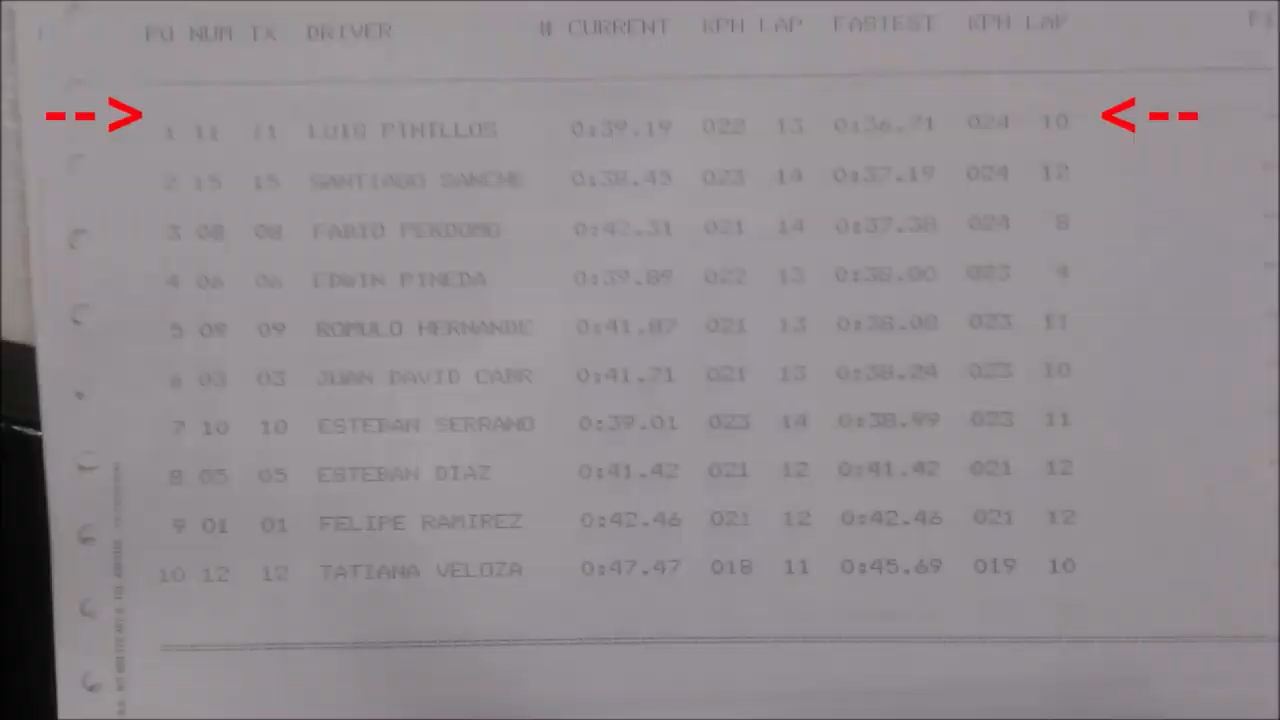 PO NUM TX DRIVER # CURRENT KPH LAP FASTEST KPH LAP
--> 1 11 11 LUIS PINILLOS 0:39.19 022 13 0:36.71 024 10 <--
2 15 15 SANTIAGO SANCHE 0:38.45 023 14 0:37.19 024 12
3 08 08 FABIO PERDOMO 0:42.31 021 14 0:37.38 024 8
4 06 06 EDWIN PINEDA 0:39.89 022 13 0:38.00 023 4
5 09 09 ROMULO HERNANDE 0:41.87 021 13 0:38.08 023 11
6 03 03 JUAN DAVID CABR 0:41.71 021 13 0:38.24 023 10
7 10 10 ESTEBAN SERRANO 0:39.01 023 14 0:38.99 023 11
8 05 05 ESTEBAN DIAZ 0:41.42 021 12 0:41.42 021 12
9 01 01 FELIPE RAMIREZ 0:42.46 021 12 0:42.46 021 12
10 12 12 TATIANA VELOZA 0:47.47 018 11 0:45.69 019 10